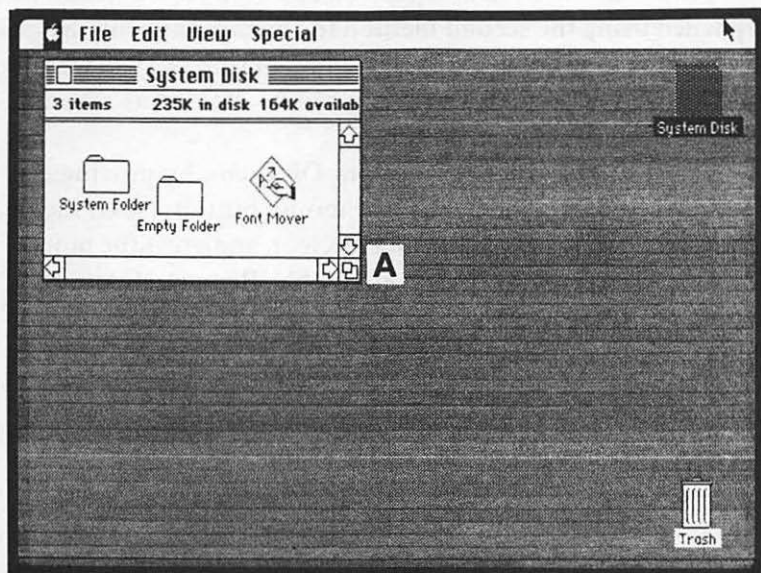 File Edit View Special
System Disk
3 items 235K in disk 164K availab
System Folder
Empty Folder
Font Mover
A
System Disk
Trash